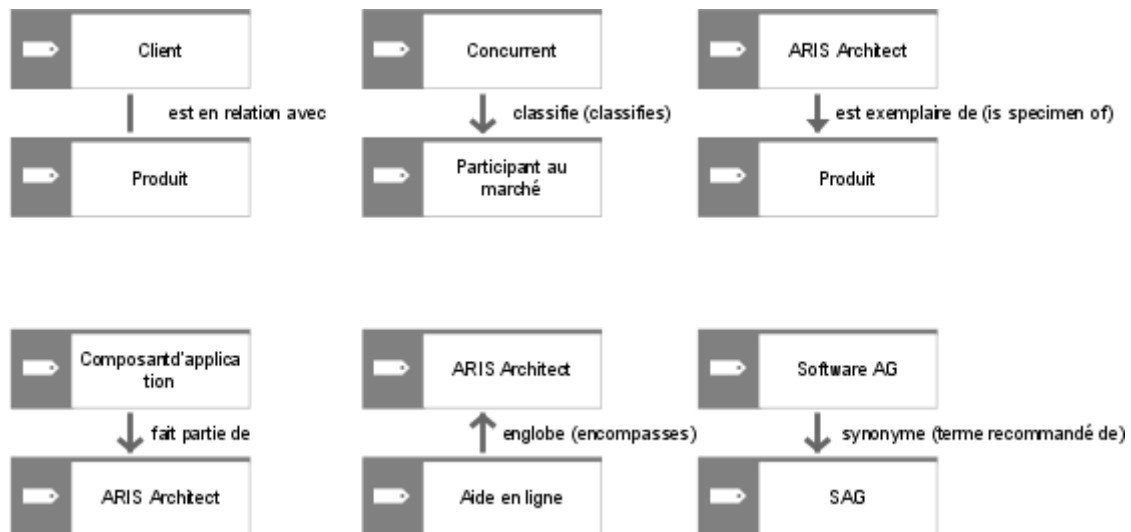 Client
Concurrent
ARIS Architect
est en relation avec
classifie (classifies)
est exemplaire de (is specimen of)
Produit
Participant au
marché
Produit
Composantd'applica
tion
ARIS Architect
Software AG
fait partie de
englobe (encompasses)
synonyme (terme recommandé de)
ARIS Architect
Aide en ligne
SAG